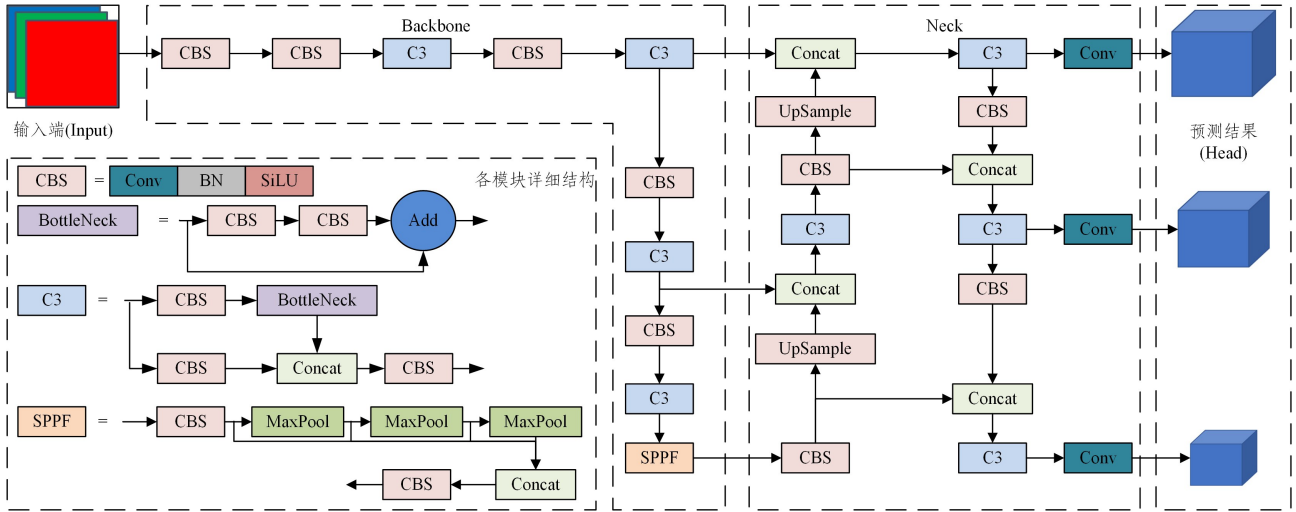 Backbone
Neck
CBS CBS C3 CBS C3 Concat C3 Conv
UpSample CBS
输入端(Input)
预测结果
(Head)
各模块详细结构
CBS = Conv BN SiLU
CBS CBS Concat
BottleNeck = CBS CBS Add
C3 C3 C3 Conv
C3 = CBS BottleNeck
Concat CBS
CBS UpSample
CBS Concat CBS
C3 Concat
SPPF = CBS MaxPool MaxPool MaxPool
SPPF CBS C3 Conv
CBS Concat